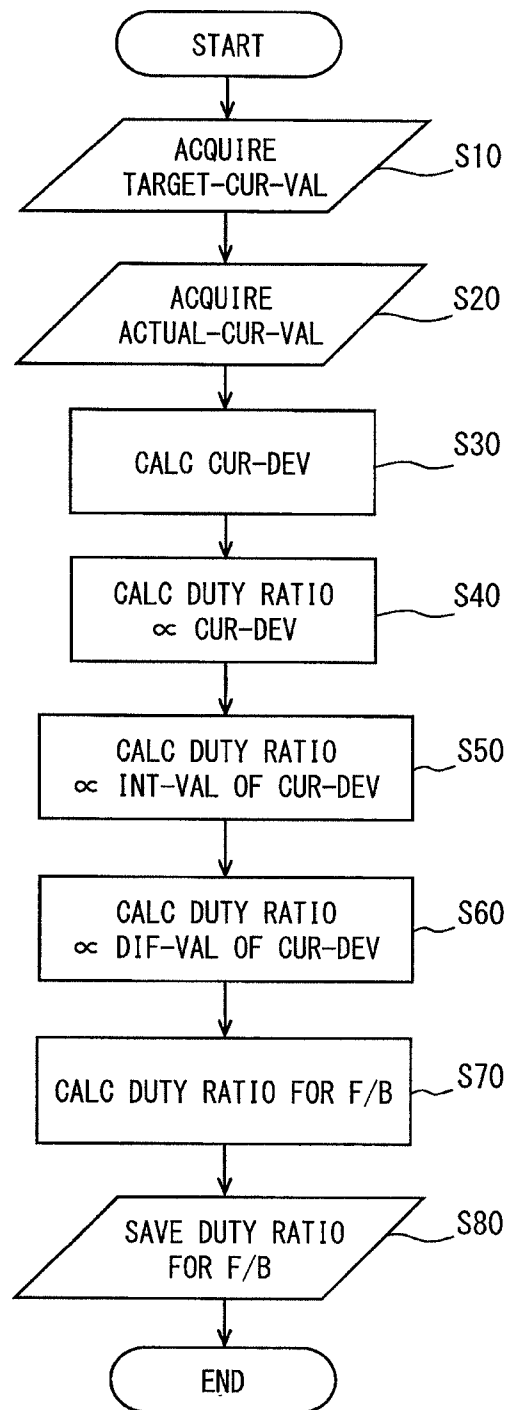 START
ACQUIRE
TARGET-CUR-VAL
S10
ACQUIRE
ACTUAL-CUR-VAL
S20
CALC CUR-DEV
S30
CALC DUTY RATIO
∝ CUR-DEV
S40
CALC DUTY RATIO
∝ INT-VAL OF CUR-DEV
S50
CALC DUTY RATIO
∝ DIF-VAL OF CUR-DEV
S60
CALC DUTY RATIO FOR F/B
S70
SAVE DUTY RATIO
FOR F/B
S80
END